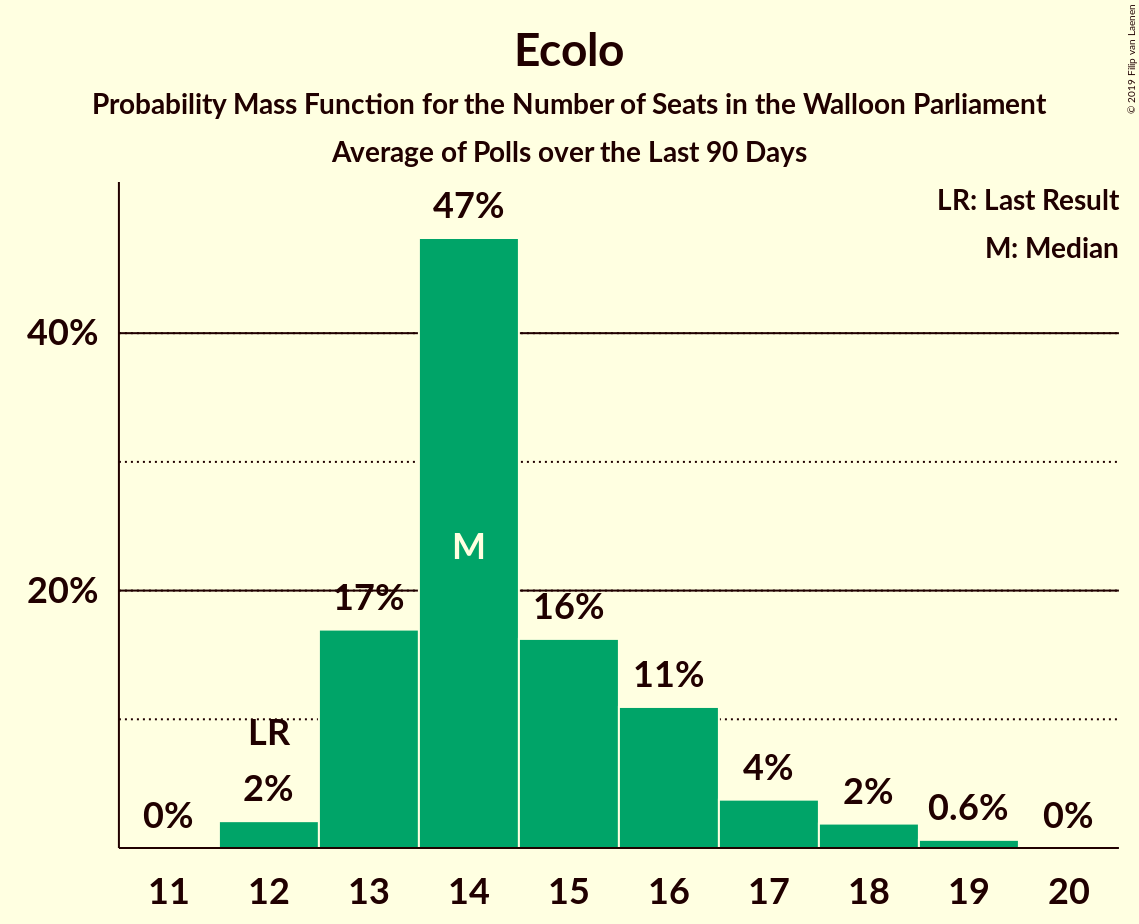 Ecolo
Probability Mass Function for the Number of Seats in the Walloon Parliament
Average of Polls over the Last 90 Days
© 2019 Filip van Laenen
LR: Last Result
M: Median
47%
40%
M
20%
17%
16%
11%
LR
4%
2%
2%
0.6%
0%
0%
11 12 13 14 15 16 17 18 19 20